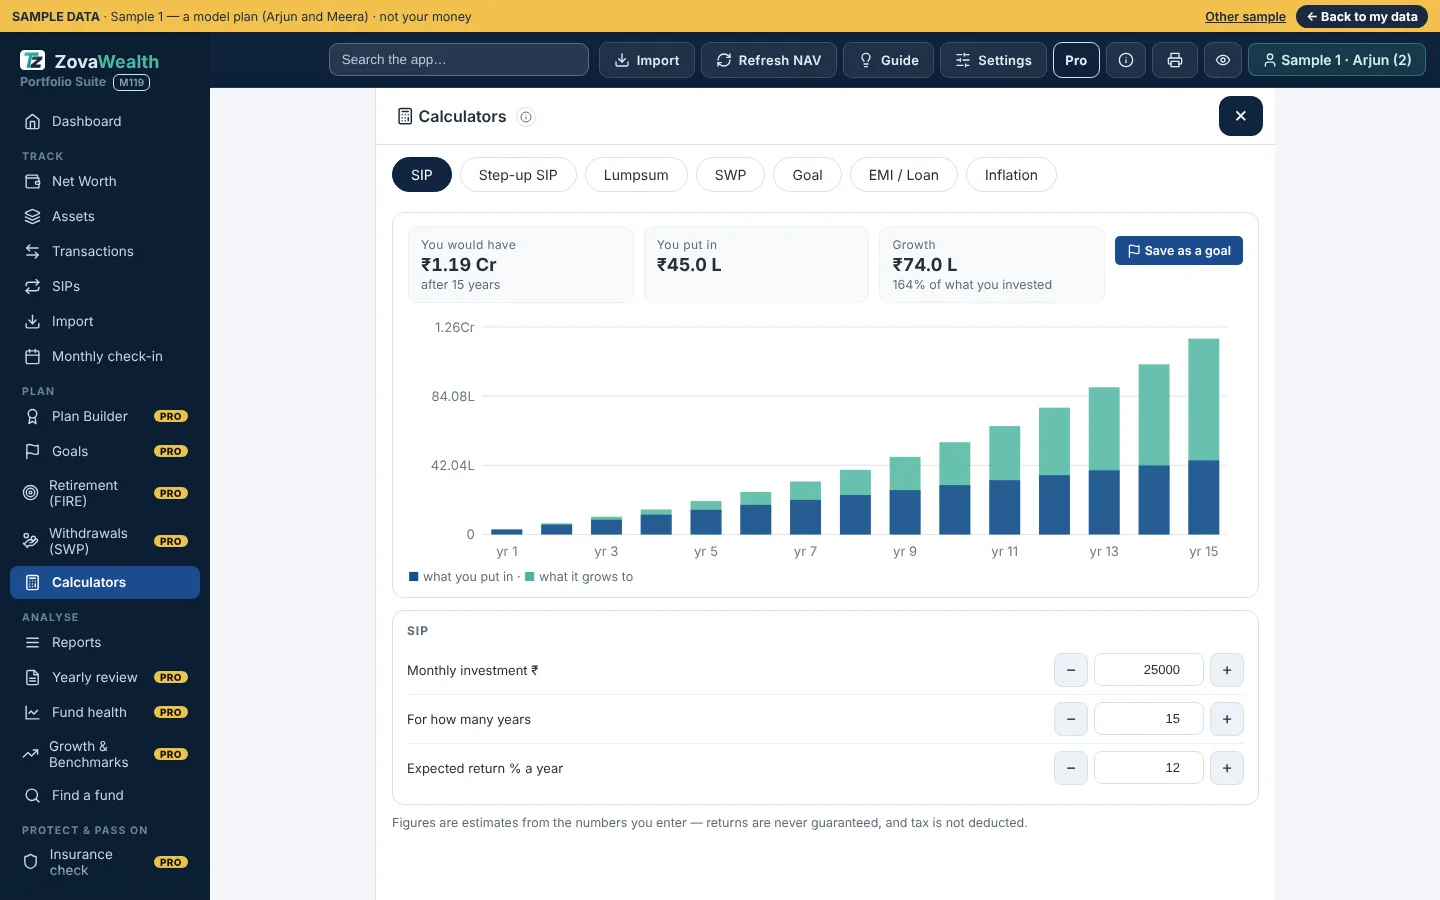 SAMPLE DATA · Sample 1 — a model plan (Arjun and Meera) · not your money
Other sample
← Back to my data
ZovaWealth
Portfolio Suite M119
Search the app…
Import
Refresh NAV
Guide
Settings
Pro
Sample 1 · Arjun (2)
Dashboard
TRACK
Net Worth
Assets
Transactions
SIPs
Import
Monthly check-in
PLAN
Plan Builder PRO
Goals PRO
Retirement
(FIRE) PRO
Withdrawals
(SWP) PRO
Calculators
ANALYSE
Reports
Yearly review PRO
Fund health PRO
Growth &
Benchmarks PRO
Find a fund
PROTECT & PASS ON
Insurance
check PRO
Calculators
×
SIP
Step-up SIP
Lumpsum
SWP
Goal
EMI / Loan
Inflation
You would have
₹1.19 Cr
after 15 years
You put in
₹45.0 L
Growth
₹74.0 L
164% of what you invested
Save as a goal
1.26Cr
84.08L
42.04L
0
yr 1 yr 3 yr 5 yr 7 yr 9 yr 11 yr 13 yr 15
what you put in · what it grows to
SIP
Monthly investment ₹ − 25000 +
For how many years − 15 +
Expected return % a year − 12 +
Figures are estimates from the numbers you enter — returns are never guaranteed, and tax is not deducted.